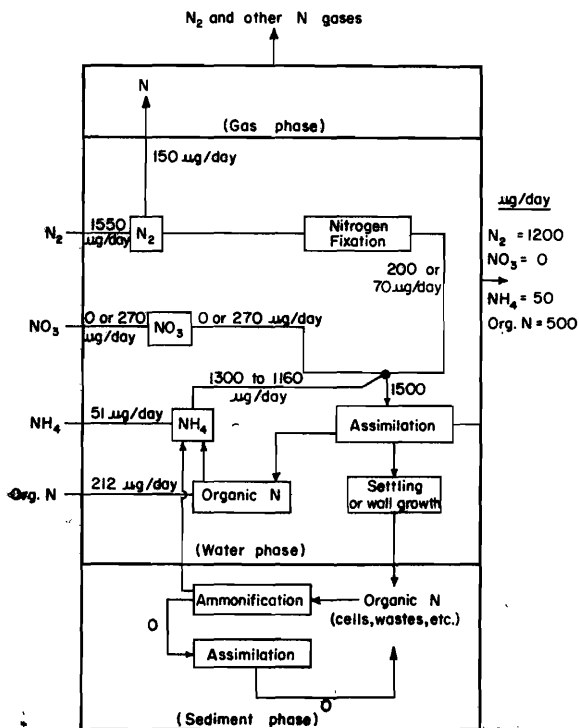 N₂ and other N gases
N
(Gas phase)
150 µg/day
µg/day
N₂ = 1200
NO₃ = 0
NH₄ = 50
Org. N = 500
N₂
1550
µg/day
N₂
Nitrogen
Fixation
200 or
70 µg/day
NO₃
0 or 270
µg/day
NO₃
0 or 270 µg/day
1300 to 1160
µg/day
1500
NH₄
51 µg/day
NH₄
Assimilation
Org. N
212 µg/day
Organic N
Settling
or wall growth
(Water phase)
Ammonification
Organic N
(cells, wastes, etc.)
0
Assimilation
0
(Sediment phase)